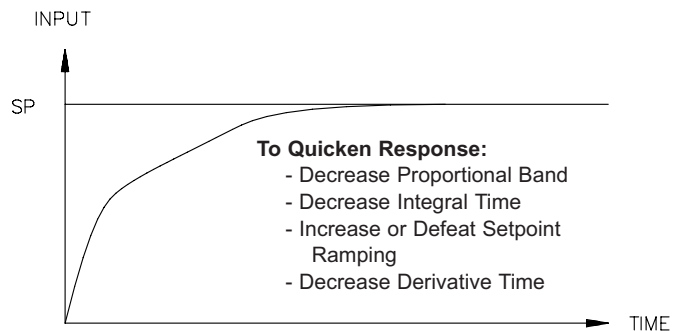 INPUT
SP
To Quicken Response:
- Decrease Proportional Band
- Decrease Integral Time
- Increase or Defeat Setpoint
Ramping
- Decrease Derivative Time
TIME